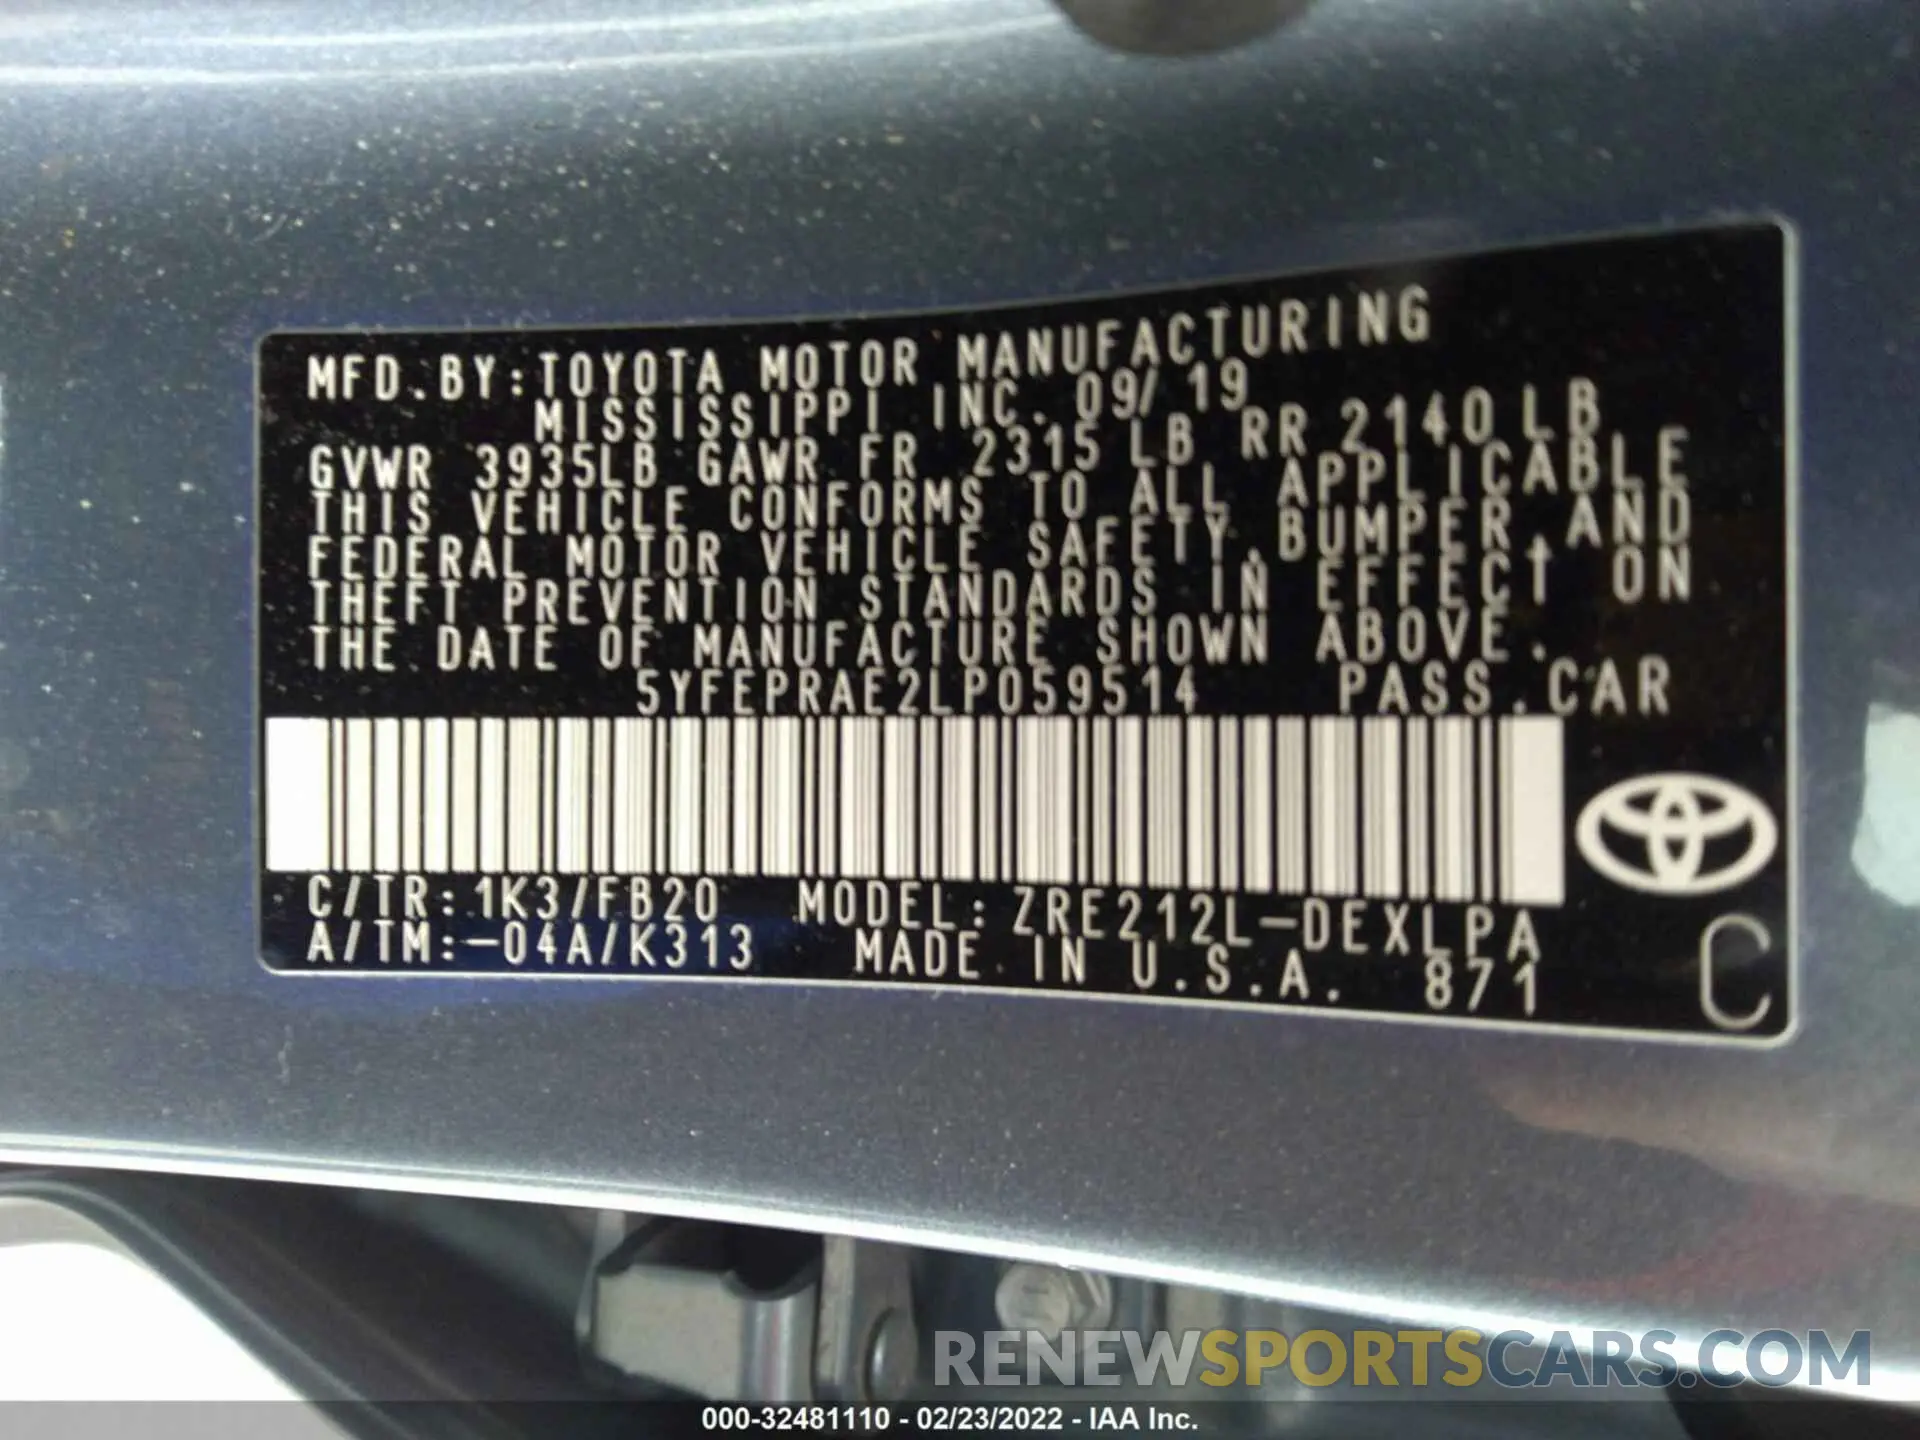 MFD.BY:TOYOTA MOTOR MANUFACTURING
MISSISSIPPI INC. 09/19
GVWR 3935LB GAWR FR 2315LB RR 2140LB
THIS VEHICLE CONFORMS TO ALL APPLICABLE
FEDERAL MOTOR VEHICLE SAFETY,BUMPER,AND
THEFT PREVENTION STANDARDS IN EFFECT ON
THE DATE OF MANUFACTURE SHOWN ABOVE.
5YFEPRAE2LP059514 PASS.CAR
C/TR:1K3/FB20 MODEL:ZRE212L-DEXLPA
A/TM:-04A/K313 MADE IN U.S.A. 871
C
RENEWSPORTSCARS.COM
000-32481110 - 02/23/2022 - IAA Inc.